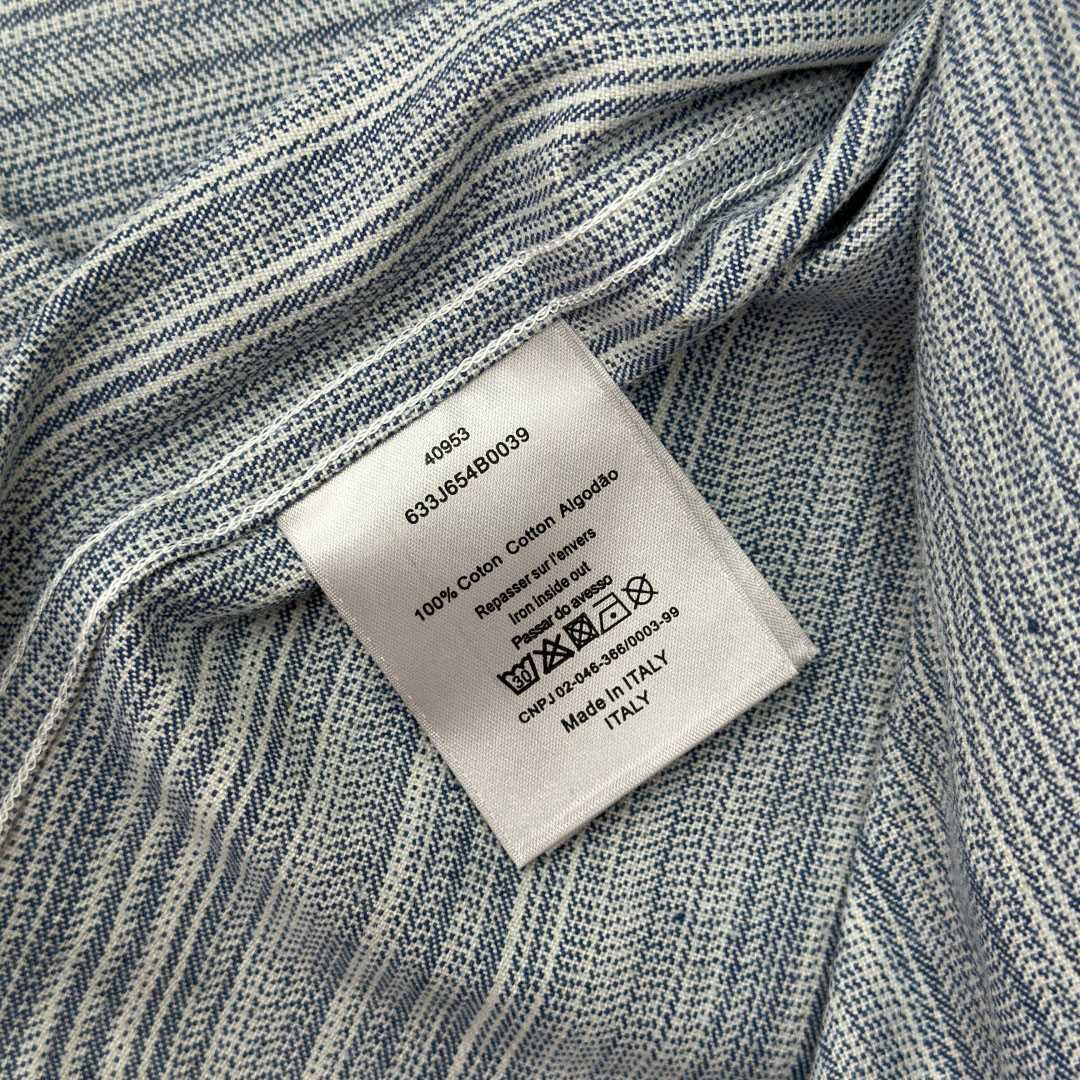 40953
633J654B0039
100% Coton Cotton Algodão
Repasser sur l'envers
Iron inside out
Passar do avesso
30
CNPJ 02-046-366/0003-99
Made In ITALY
ITALY